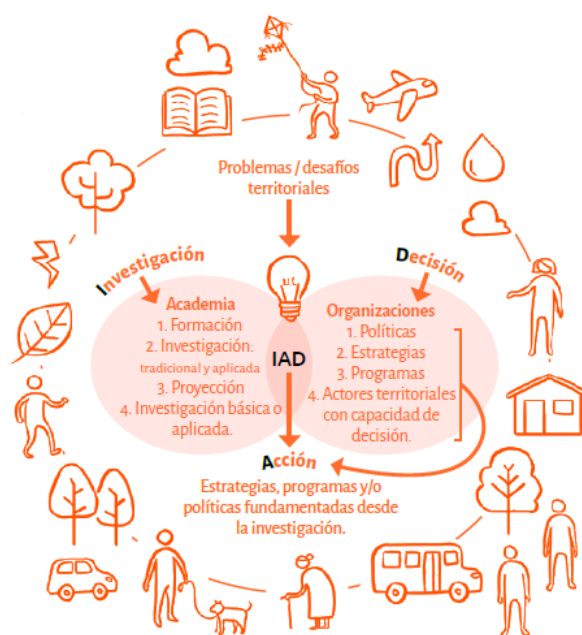 Problemas / desafíos
territoriales
Investigación
Decisión
Academia
1. Formación
2. Investigación:
tradicional y aplicada
3. Proyección
4. Investigación básica o
aplicada.
IAD
Organizaciones
1. Políticas
2. Estrategias
3. Programas
4. Actores territoriales
con capacidad de
decisión.
Acción
Estrategias, programas y/o
políticas fundamentadas desde
la investigación.